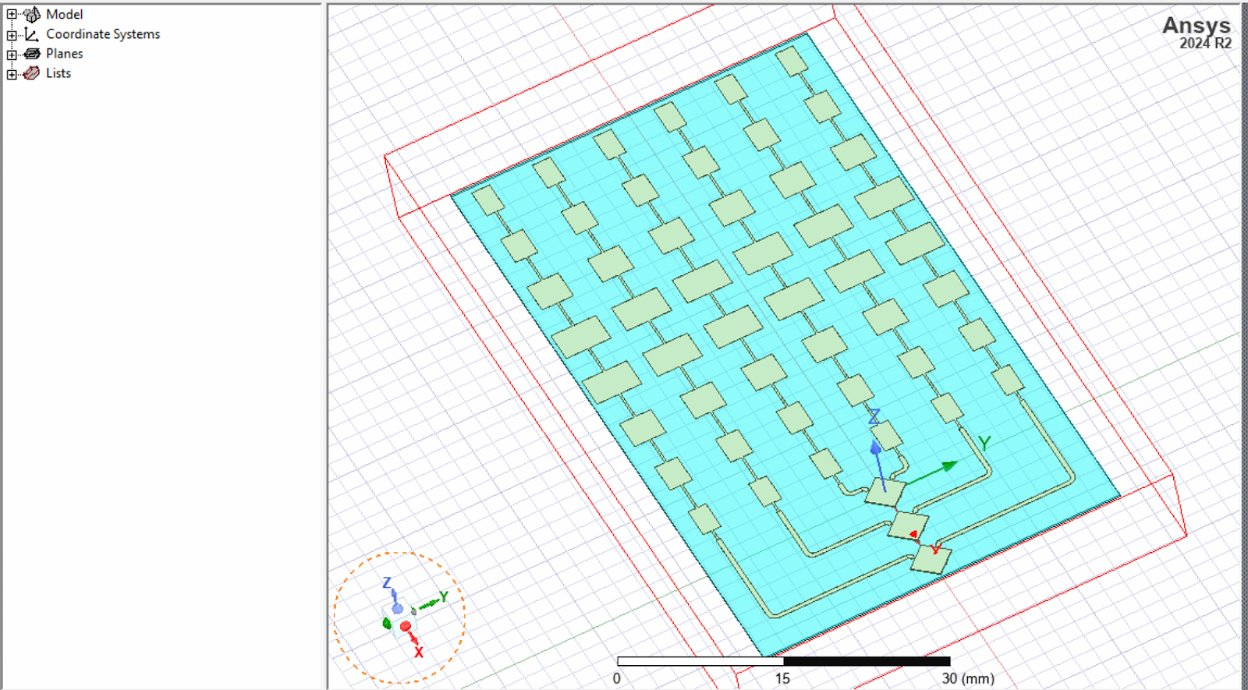 Model
Coordinate Systems
Planes
Lists
Ansys
2024 R2
Z
Y
Z
Y
X
0
15
30 (mm)